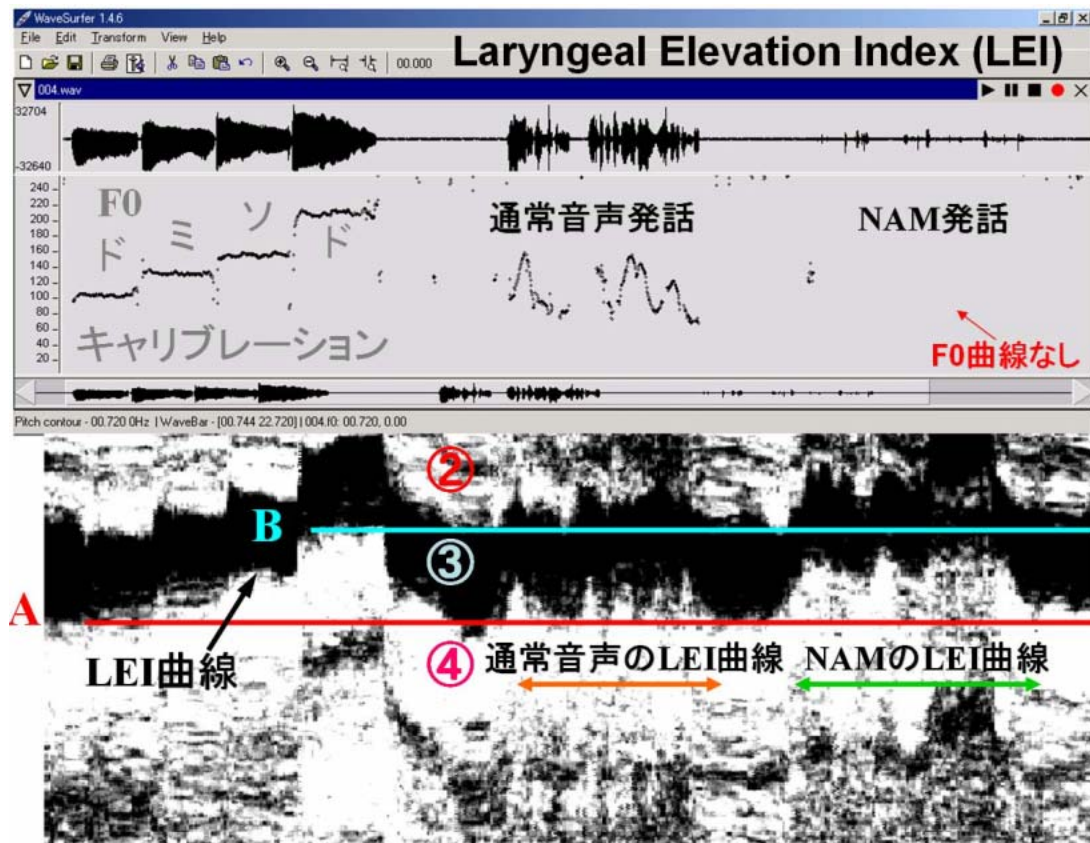 WaveSurfer 1.4.6
File Edit Transform View Help
00.000
Laryngeal Elevation Index (LEI)
004.wav
32704
-32640
240
220
200
180
160
140
120
100
80
60
40
20
F0
ド ミ ソ ド
キャリブレーション
通常音声発話
NAM発話
F0曲線なし
Pitch contour - 00.720 0Hz | WaveBar - [00.744 22.720] | 004.f0: 00.720, 0.00
②
B
③
A
LEI曲線
④
通常音声のLEI曲線
NAMのLEI曲線